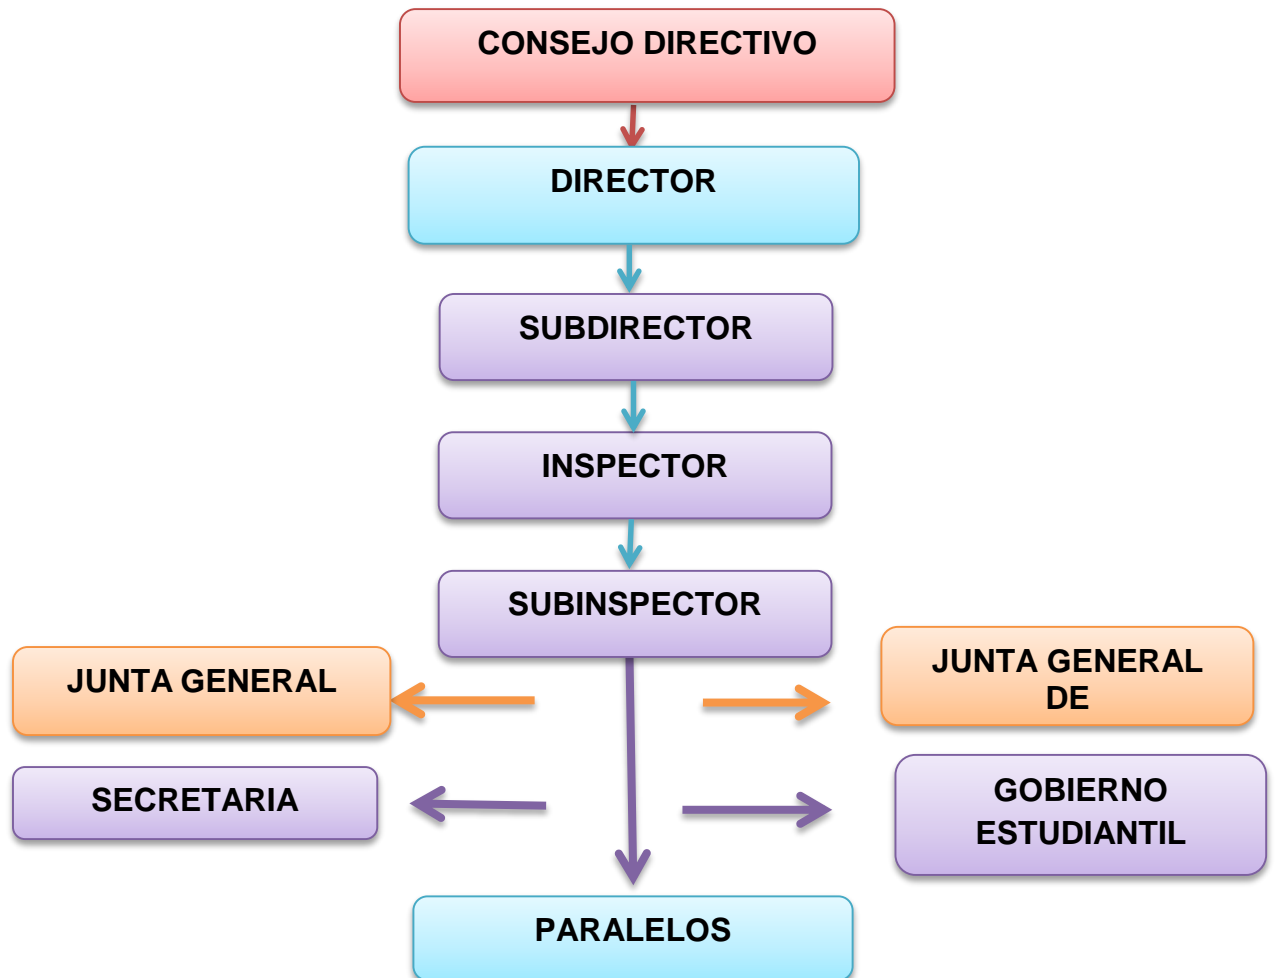 CONSEJO DIRECTIVO
DIRECTOR
SUBDIRECTOR
INSPECTOR
SUBINSPECTOR
JUNTA GENERAL
JUNTA GENERAL
DE
SECRETARIA
GOBIERNO
ESTUDIANTIL
PARALELOS